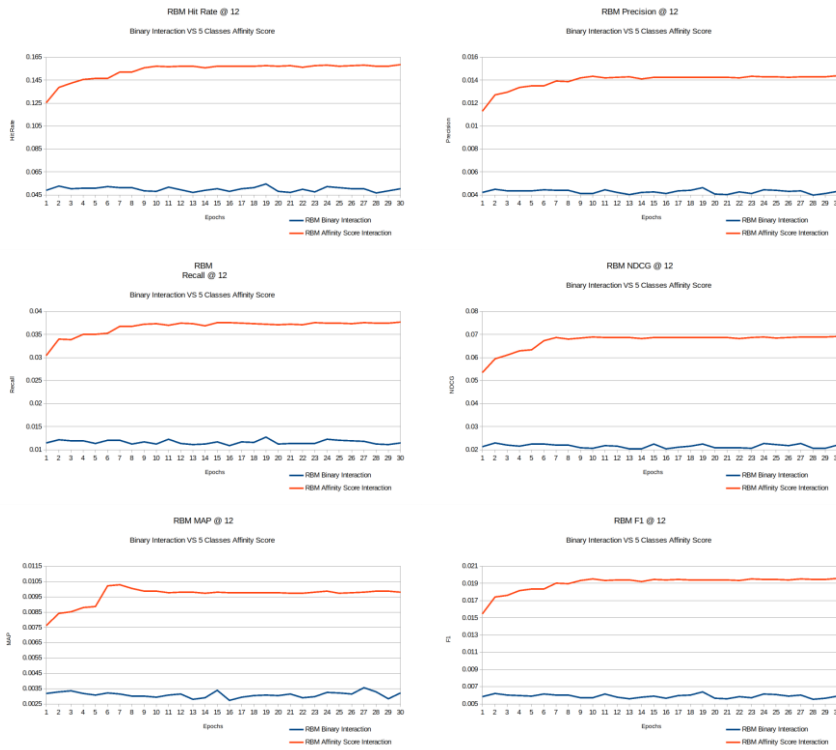 RBM Hit Rate @ 12
Binary Interaction VS 5 Classes Affinity Score
0.165
0.145
0.125
0.105
0.085
0.065
0.045
Hit Rate
1 2 3 4 5 6 7 8 9 10 11 12 13 14 15 16 17 18 19 20 21 22 23 24 25 26 27 28 29 30
Epochs
RBM Binary Interaction
RBM Affinity Score Interaction
RBM Precision @ 12
Binary Interaction VS 5 Classes Affinity Score
0.016
0.014
0.012
0.01
0.008
0.006
0.004
Precision
1 2 3 4 5 6 7 8 9 10 11 12 13 14 15 16 17 18 19 20 21 22 23 24 25 26 27 28 29
Epochs
RBM Binary Interaction
RBM Affinity Score Interaction
RBM
Recall @ 12
Binary Interaction VS 5 Classes Affinity Score
0.04
0.035
0.03
0.025
0.02
0.015
0.01
Recall
1 2 3 4 5 6 7 8 9 10 11 12 13 14 15 16 17 18 19 20 21 22 23 24 25 26 27 28 29 30
Epochs
RBM Binary Interaction
RBM Affinity Score Interaction
RBM NDCG @ 12
Binary Interaction VS 5 Classes Affinity Score
0.08
0.07
0.06
0.05
0.04
0.03
0.02
NDCG
1 2 3 4 5 6 7 8 9 10 11 12 13 14 15 16 17 18 19 20 21 22 23 24 25 26 27 28 29
Epochs
RBM Binary Interaction
RBM Affinity Score Interaction
RBM MAP @ 12
Binary Interaction VS 5 Classes Affinity Score
0.0115
0.0105
0.0095
0.0085
0.0075
0.0065
0.0055
0.0045
0.0035
0.0025
MAP
1 2 3 4 5 6 7 8 9 10 11 12 13 14 15 16 17 18 19 20 21 22 23 24 25 26 27 28 29 30
Epochs
RBM Binary Interaction
RBM Affinity Score Interaction
RBM F1 @ 12
Binary Interaction VS 5 Classes Affinity Score
0.021
0.019
0.017
0.015
0.013
0.011
0.009
0.007
0.005
F1
1 2 3 4 5 6 7 8 9 10 11 12 13 14 15 16 17 18 19 20 21 22 23 24 25 26 27 28 29
Epochs
RBM Binary Interaction
RBM Affinity Score Interaction